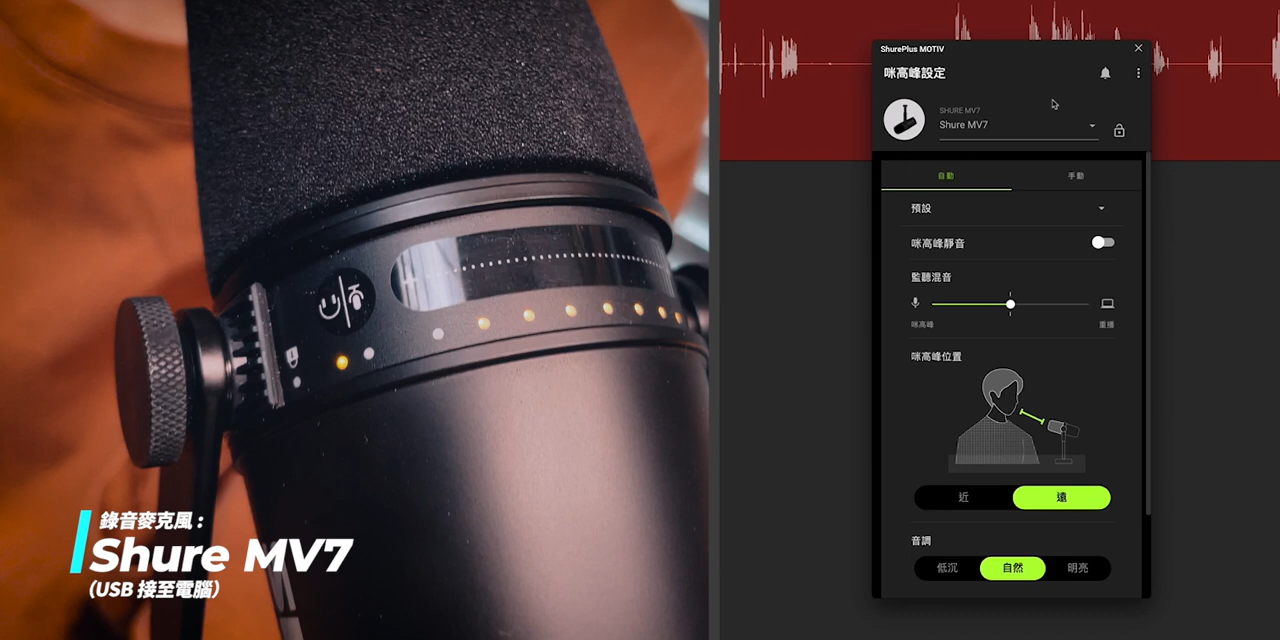 錄音麥克風:
Shure MV7
(USB 接至電腦)
ShurePlus MOTIV
咪高峰設定
SHURE MV7
Shure MV7
自動
手動
預設
咪高峰靜音
監聽混音
咪高峰
重播
咪高峰位置
近
遠
音調
低沉
自然
明亮